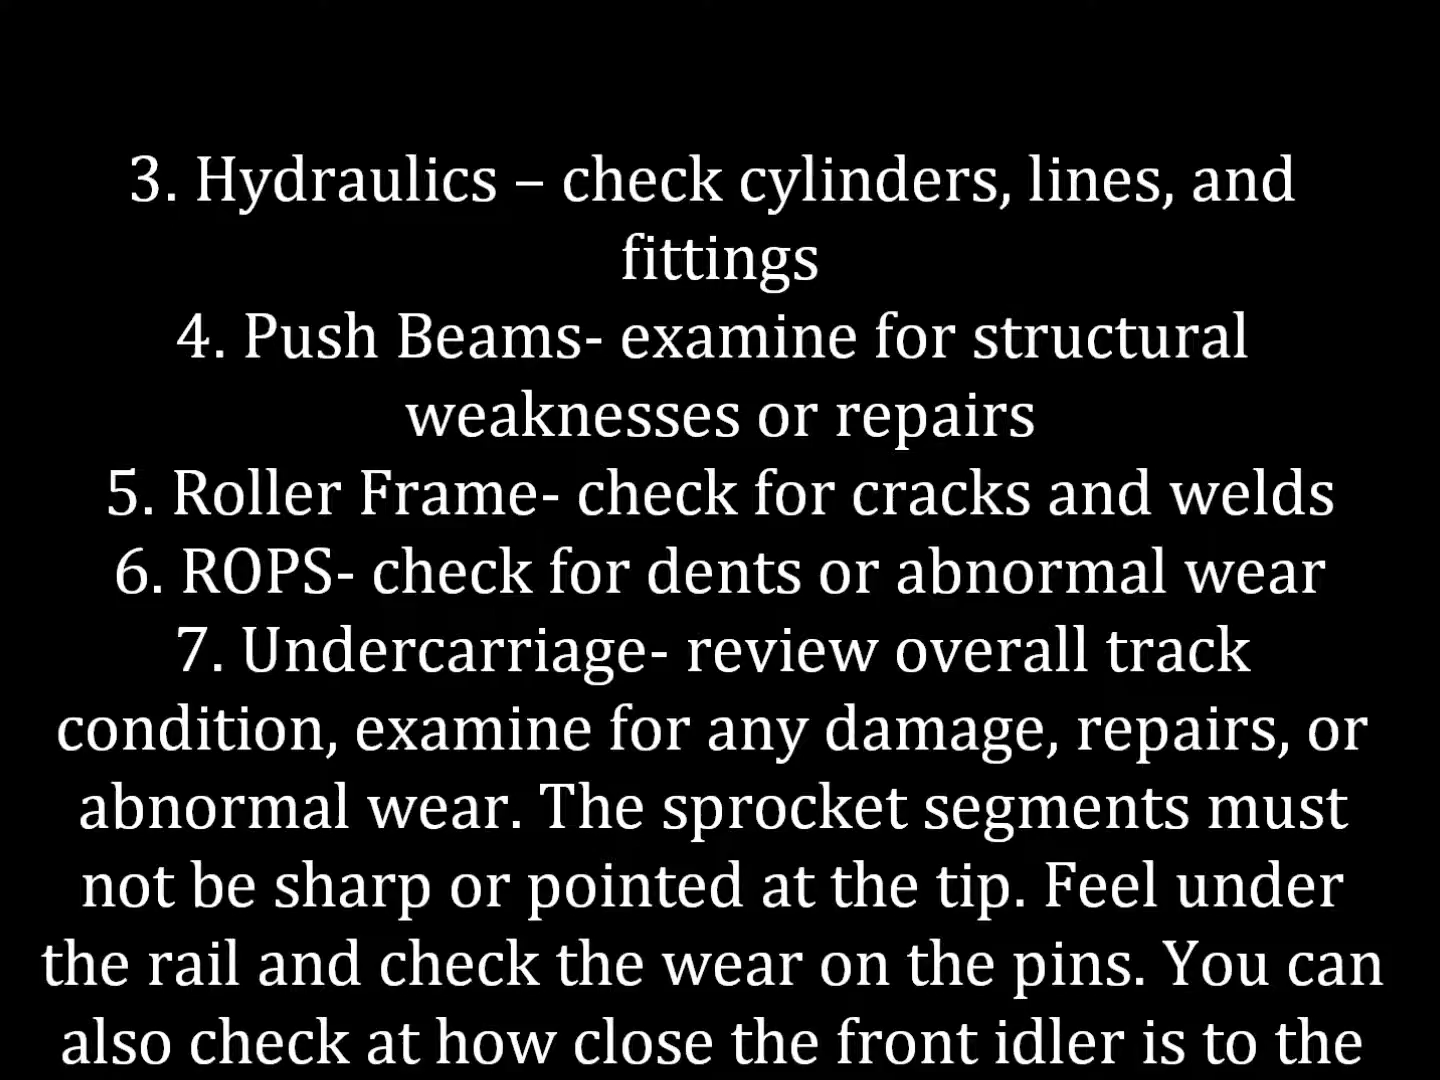 3. Hydraulics – check cylinders, lines, and
fittings
4. Push Beams- examine for structural
weaknesses or repairs
5. Roller Frame- check for cracks and welds
6. ROPS- check for dents or abnormal wear
7. Undercarriage- review overall track
condition, examine for any damage, repairs, or
abnormal wear. The sprocket segments must
not be sharp or pointed at the tip. Feel under
the rail and check the wear on the pins. You can
also check at how close the front idler is to the